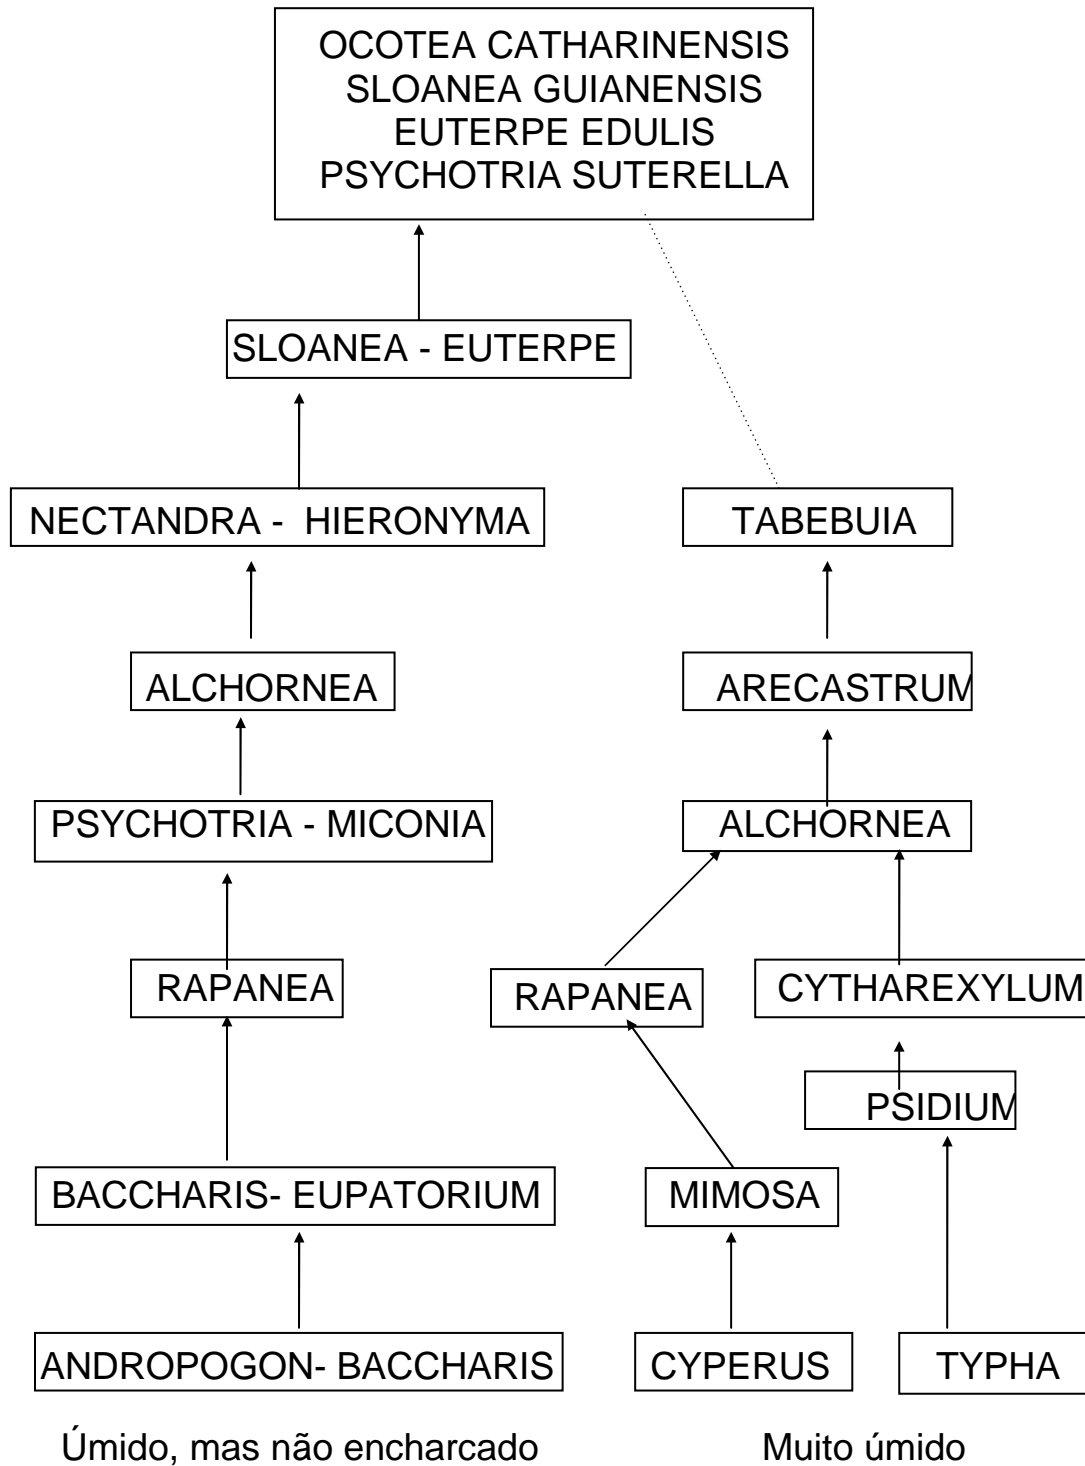 OCOTEA CATHARINENSIS
SLOANEA GUIANENSIS
EUTERPE EDULIS
PSYCHOTRIA SUTERELLA
SLOANEA - EUTERPE
NECTANDRA - HIERONYMA
TABEBUIA
ALCHORNEA
ARECASTRUM
PSYCHOTRIA - MICONIA
ALCHORNEA
RAPANEA
RAPANEA
CYTHAREXYLUM
PSIDIUM
BACCHARIS- EUPATORIUM
MIMOSA
ANDROPOGON- BACCHARIS
CYPERUS
TYPHA
Úmido, mas não encharcado
Muito úmido